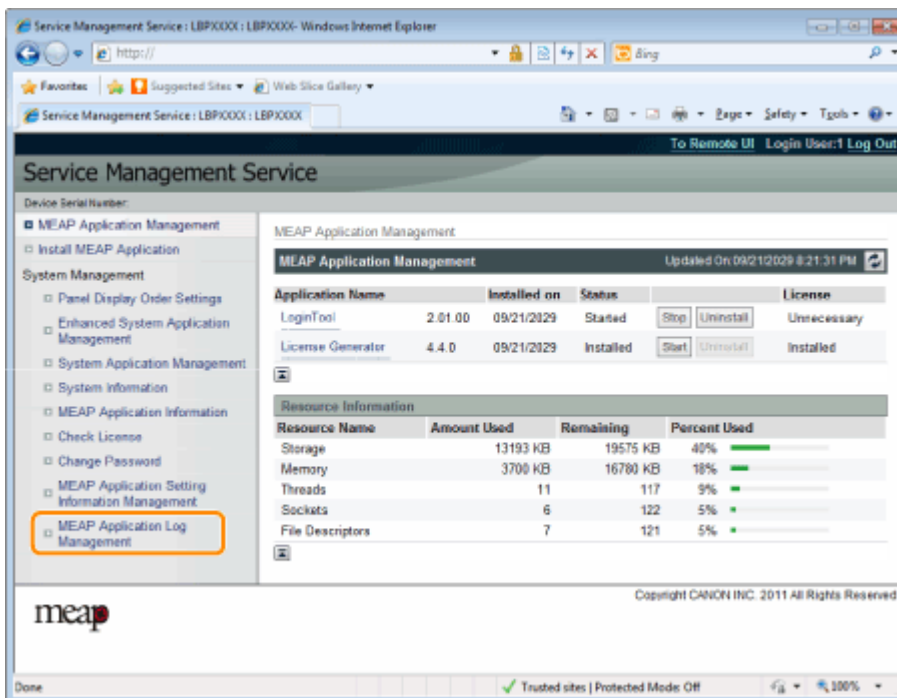 Service Management Service : LBPXXXX : LBPXXXX- Windows Internet Explorer
http://
Bing
Favorites Suggested Sites Web Slice Gallery
Service Management Service : LBPXXXX : LBPXXXX
Page Safety Tools
To Remote UI Login User:1 Log Out
Service Management Service
Device Serial Number:
MEAP Application Management
Install MEAP Application
System Management
Panel Display Order Settings
Enhanced System Application
Management
System Application Management
System Information
MEAP Application Information
Check License
Change Password
MEAP Application Setting
Information Management
MEAP Application Log
Management
MEAP Application Management
MEAP Application Management Updated On:09/21/2029 8:21:31 PM
Application Name Installed on Status License
LoginTool 2.01.00 09/21/2029 Started Stop Uninstall Unnecessary
License Generator 4.4.0 09/21/2029 Installed Start Uninstall Installed
Resource Information
Resource Name Amount Used Remaining Percent Used
Storage 13193 KB 19575 KB 40%
Memory 3700 KB 16780 KB 18%
Threads 11 117 9%
Sockets 6 122 5%
File Descriptors 7 121 5%
Copyright CANON INC. 2011 All Rights Reserved
meap
Done Trusted sites | Protected Mode: Off 100%